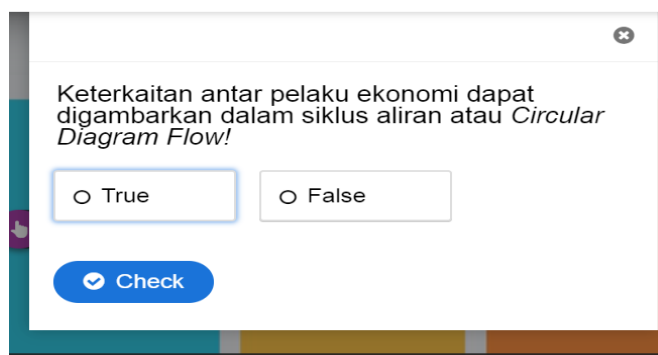 Keterkaitan antar pelaku ekonomi dapat
digambarkan dalam siklus aliran atau Circular
Diagram Flow!
True
False
Check